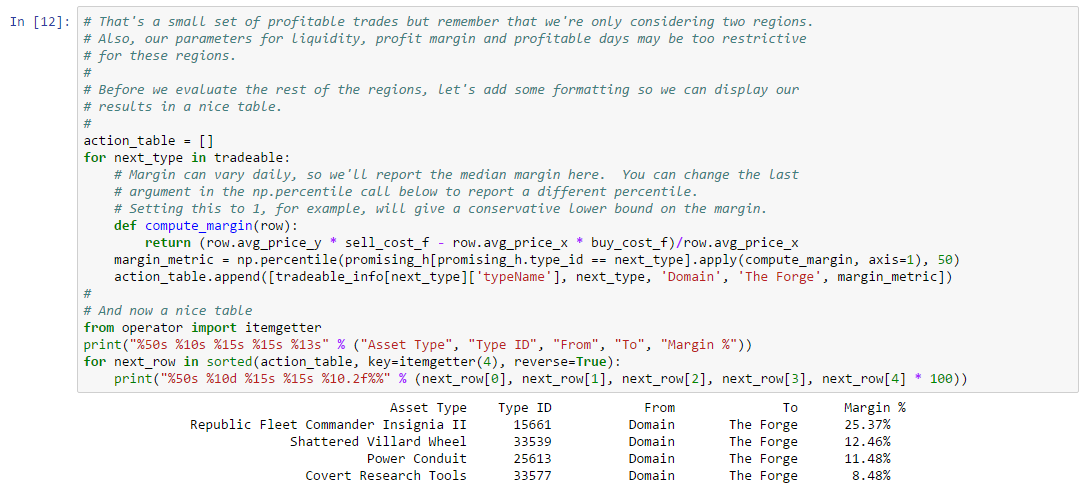 In [12]: # That's a small set of profitable trades but remember that we're only considering two regions.
# Also, our parameters for liquidity, profit margin and profitable days may be too restrictive
# for these regions.
#
# Before we evaluate the rest of the regions, let's add some formatting so we can display our
# results in a nice table.
#
action_table = []
for next_type in tradeable:
    # Margin can vary daily, so we'll report the median margin here.  You can change the last
    # argument in the np.percentile call below to report a different percentile.
    # Setting this to 1, for example, will give a conservative lower bound on the margin.
    def compute_margin(row):
        return (row.avg_price_y * sell_cost_f - row.avg_price_x * buy_cost_f)/row.avg_price_x
    margin_metric = np.percentile(promising_h[promising_h.type_id == next_type].apply(compute_margin, axis=1), 50)
    action_table.append([tradeable_info[next_type]['typeName'], next_type, 'Domain', 'The Forge', margin_metric])
#
# And now a nice table
from operator import itemgetter
print("%50s %10s %15s %15s %13s" % ("Asset Type", "Type ID", "From", "To", "Margin %"))
for next_row in sorted(action_table, key=itemgetter(4), reverse=True):
    print("%50s %10d %15s %15s %10.2f%%" % (next_row[0], next_row[1], next_row[2], next_row[3], next_row[4] * 100))
Asset Type Type ID From To Margin %
Republic Fleet Commander Insignia II 15661 Domain The Forge 25.37%
Shattered Villard Wheel 33539 Domain The Forge 12.46%
Power Conduit 25613 Domain The Forge 11.48%
Covert Research Tools 33577 Domain The Forge 8.48%